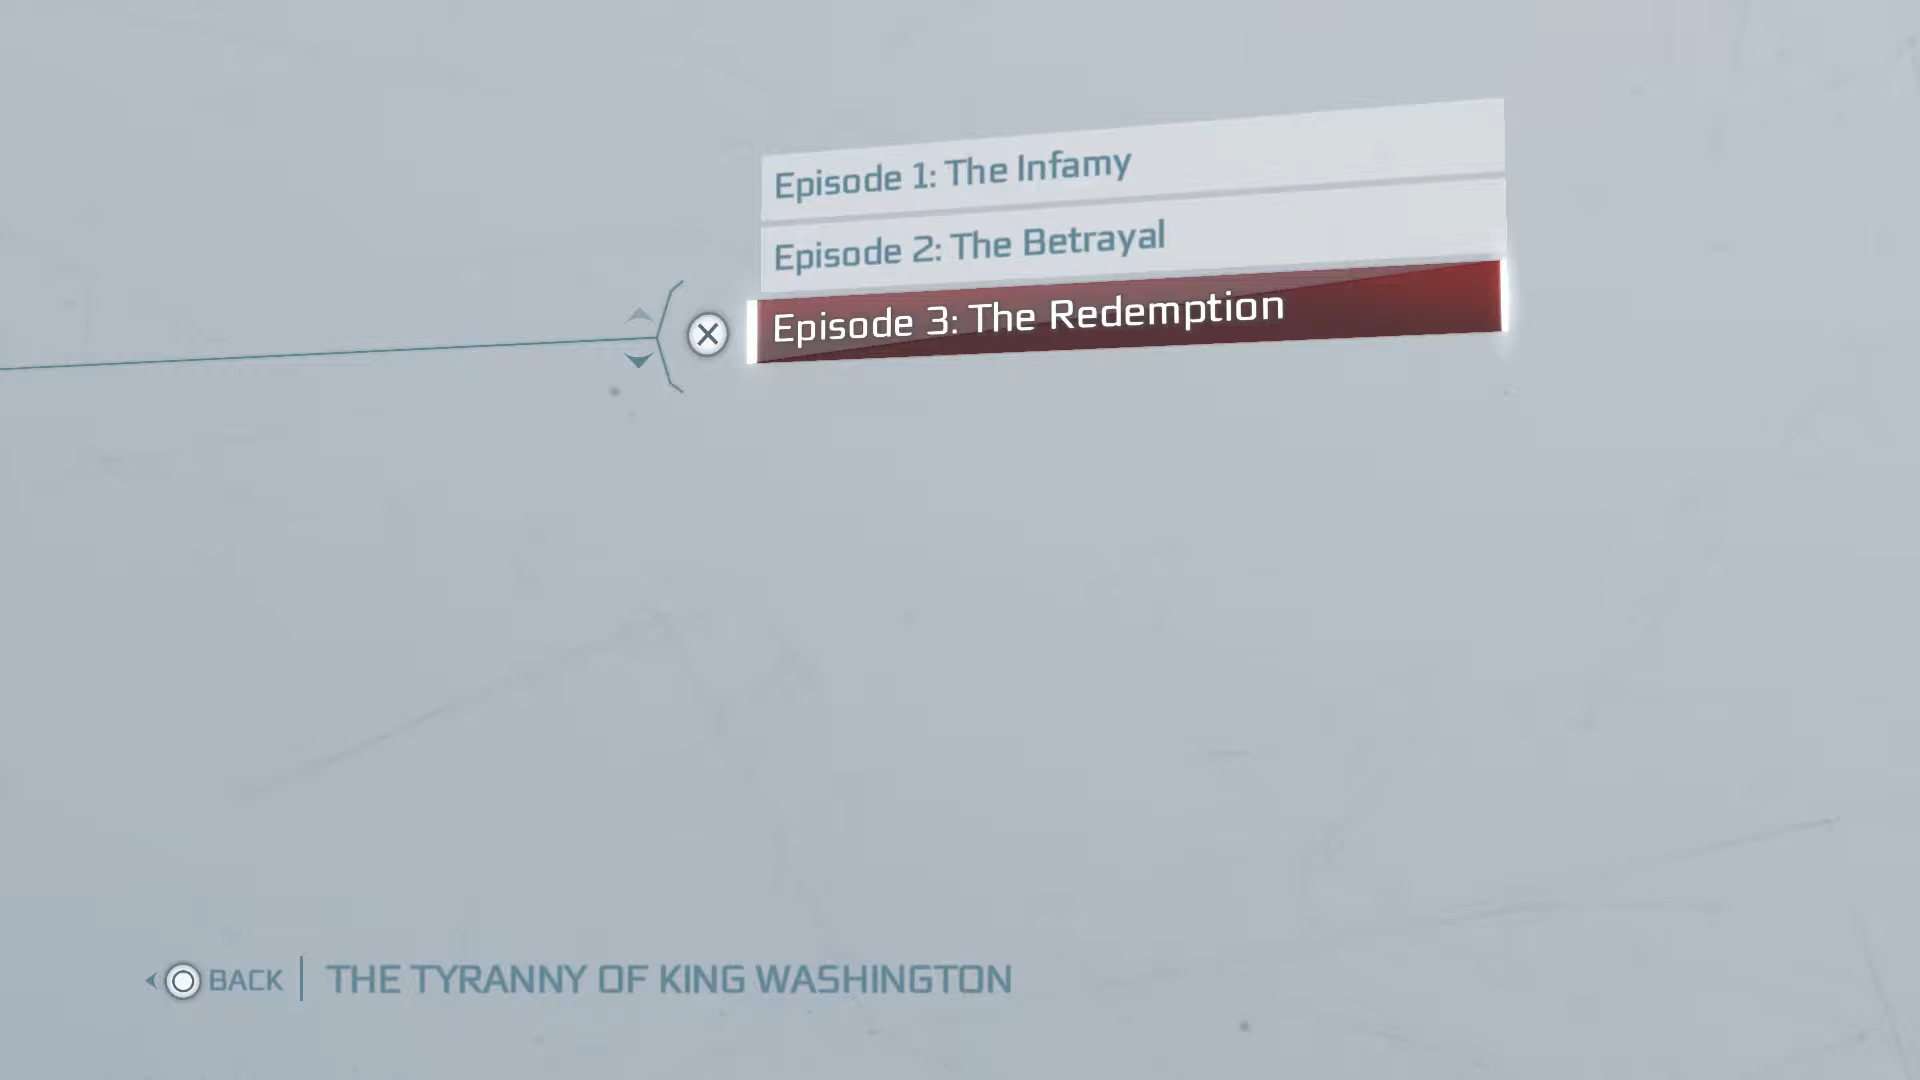 Episode 1: The Infamy
Episode 2: The Betrayal
Episode 3: The Redemption
BACK
THE TYRANNY OF KING WASHINGTON